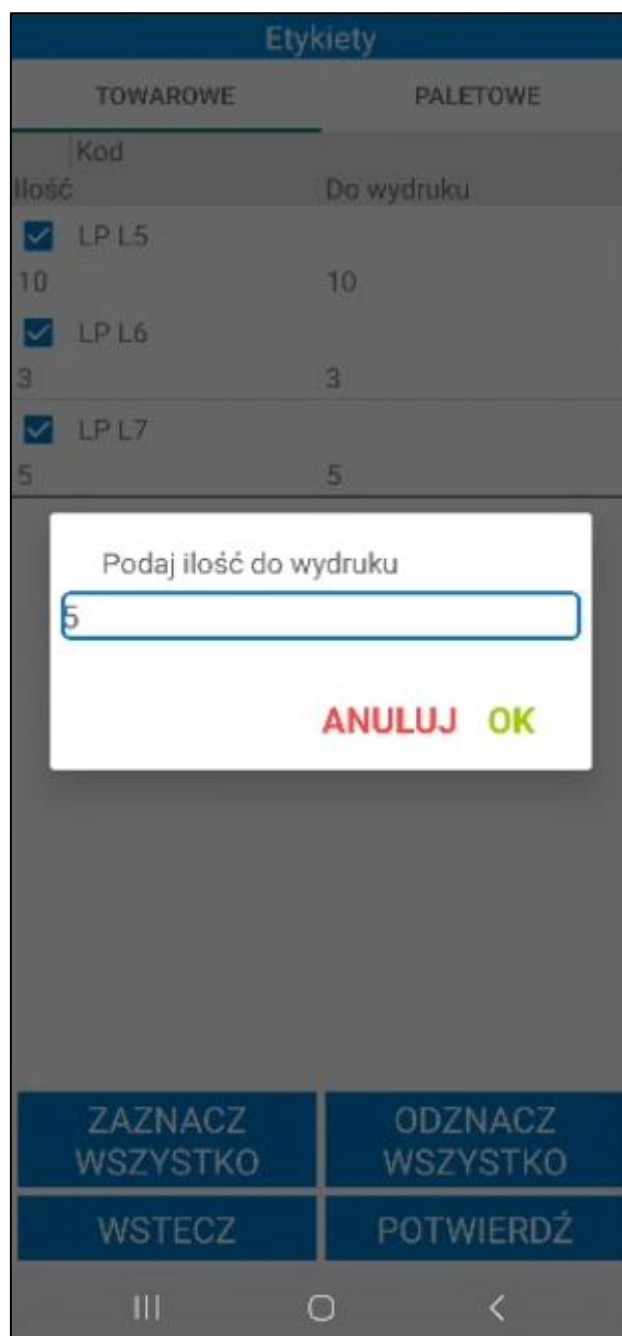 Etykiety
TOWAROWE PALETOWE
Kod
Ilość Do wydruku
LP L5
10 10
LP L6
3 3
LP L7
5 5
Podaj ilość do wydruku
5
ANULUJ OK
ZAZNACZ WSZYSTKO ODZNACZ WSZYSTKO
WSTECZ POTWIERDŹ